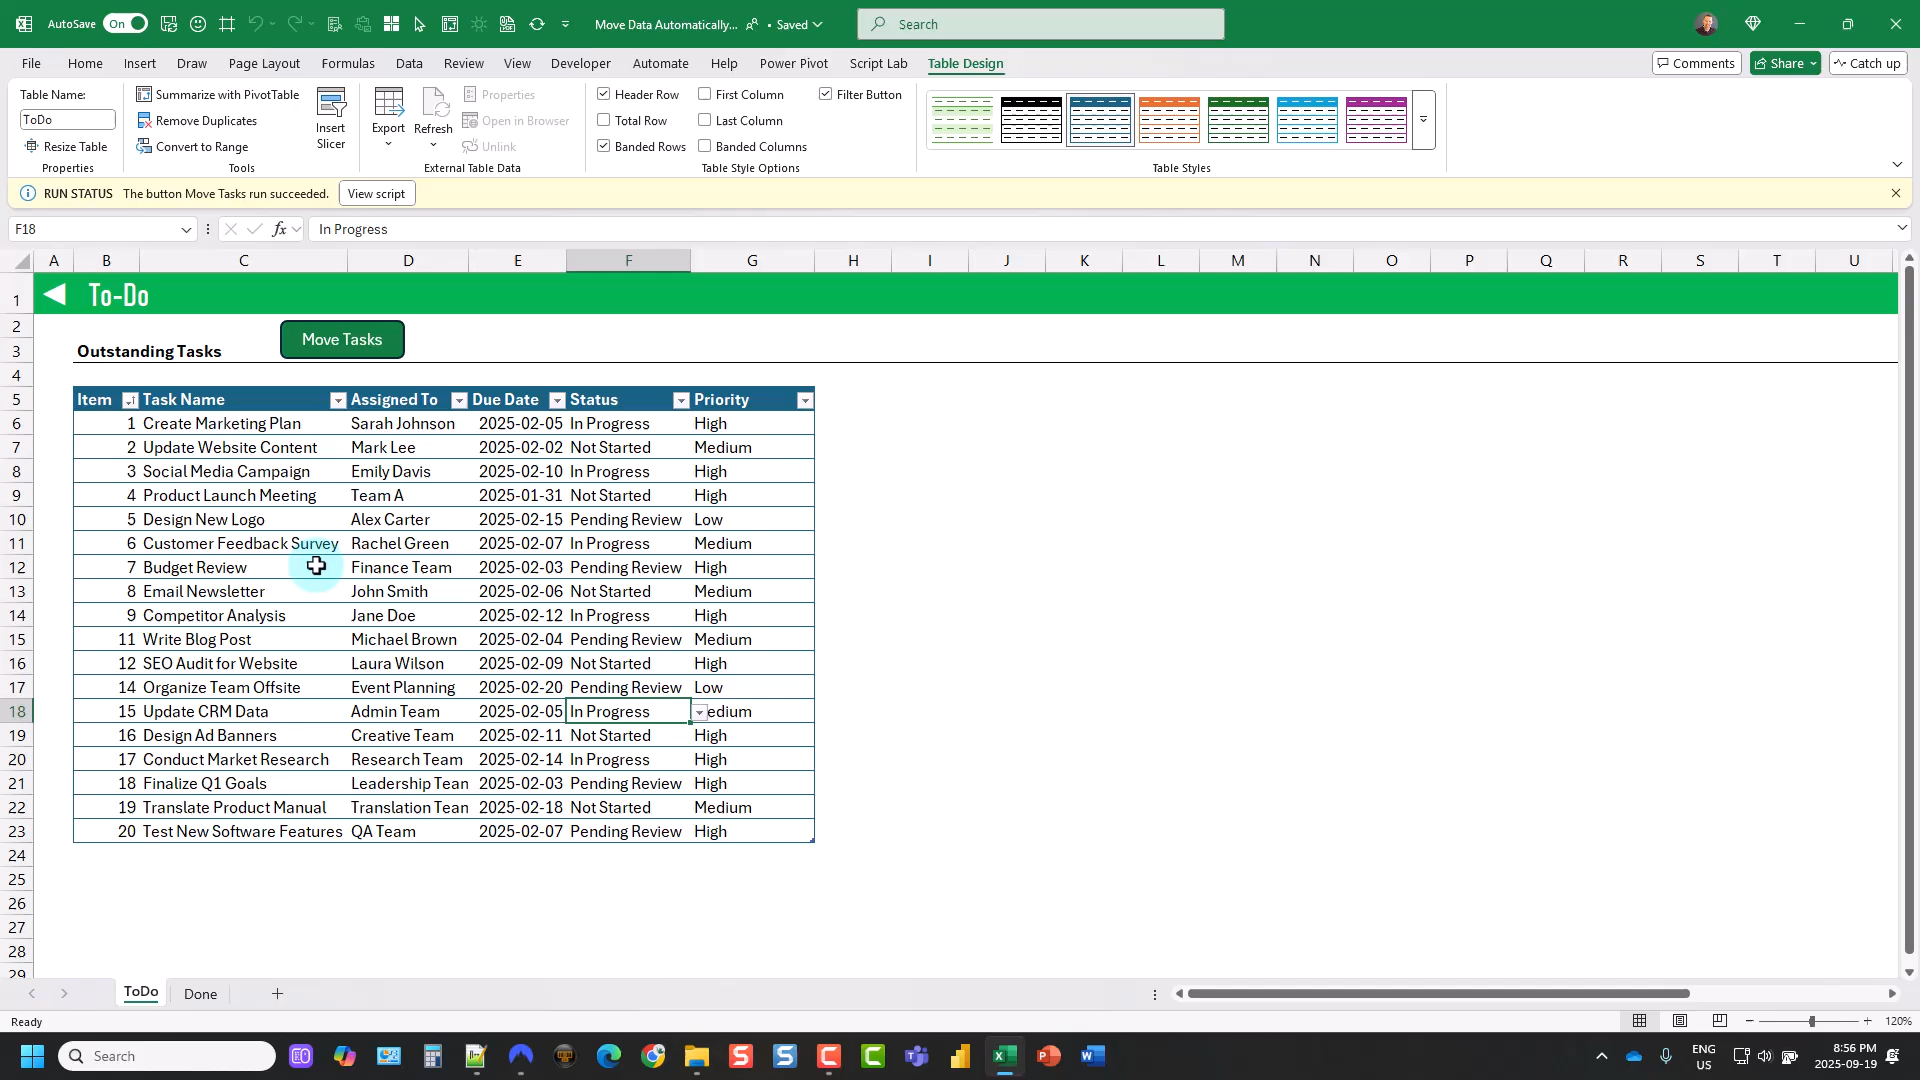 AutoSave On Move Data Automatically... • Saved Search
File Home Insert Draw Page Layout Formulas Data Review View Developer Automate Help Power Pivot Script Lab Table Design Comments Share Catch up
Table Name: Summarize with PivotTable Properties Header Row First Column Filter Button
ToDo Remove Duplicates Insert Slicer Export Refresh Open in Browser Total Row Last Column
Resize Table Convert to Range Unlink Banded Rows Banded Columns
Properties Tools External Table Data Table Style Options Table Styles
RUN STATUS The button Move Tasks run succeeded. View script
F18 fx In Progress
A B C D E F G H I J K L M N O P Q R S T U
1 To-Do
2 Move Tasks
3 Outstanding Tasks
4
5 Item Task Name Assigned To Due Date Status Priority
6 1 Create Marketing Plan Sarah Johnson 2025-02-05 In Progress High
7 2 Update Website Content Mark Lee 2025-02-02 Not Started Medium
8 3 Social Media Campaign Emily Davis 2025-02-10 In Progress High
9 4 Product Launch Meeting Team A 2025-01-31 Not Started High
10 5 Design New Logo Alex Carter 2025-02-15 Pending Review Low
11 6 Customer Feedback Survey Rachel Green 2025-02-07 In Progress Medium
12 7 Budget Review Finance Team 2025-02-03 Pending Review High
13 8 Email Newsletter John Smith 2025-02-06 Not Started Medium
14 9 Competitor Analysis Jane Doe 2025-02-12 In Progress High
15 11 Write Blog Post Michael Brown 2025-02-04 Pending Review Medium
16 12 SEO Audit for Website Laura Wilson 2025-02-09 Not Started High
17 14 Organize Team Offsite Event Planning 2025-02-20 Pending Review Low
18 15 Update CRM Data Admin Team 2025-02-05 In Progress edium
19 16 Design Ad Banners Creative Team 2025-02-11 Not Started High
20 17 Conduct Market Research Research Team 2025-02-14 In Progress High
21 18 Finalize Q1 Goals Leadership Tean 2025-02-03 Pending Review High
22 19 Translate Product Manual Translation Tean 2025-02-18 Not Started Medium
23 20 Test New Software Features QA Team 2025-02-07 Pending Review High
24
25
26
27
28
29
ToDo Done
Ready 120%
Search ENG US 8:56 PM 2025-09-19